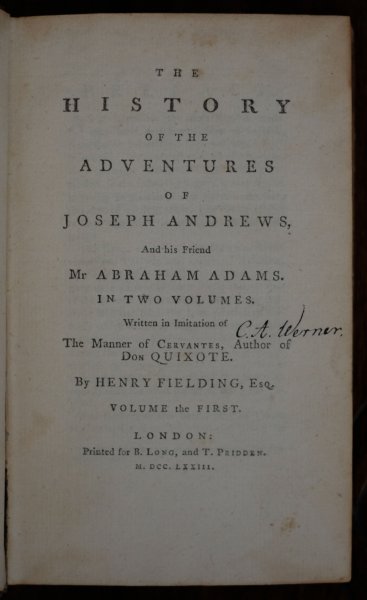 THE
HISTORY
OF THE
ADVENTURES
OF
JOSEPH ANDREWS,
And his Friend
Mr ABRAHAM ADAMS.
IN TWO VOLUMES.
Written in Imitation of
C. A. Werner.
The Manner of CERVANTES, Author of
DON QUIXOTE.
By HENRY FIELDING, ESQ.
VOLUME the FIRST.
LONDON:
Printed for B. LONG, and T. PRIDDEN.
M. DCC. LXXIII.